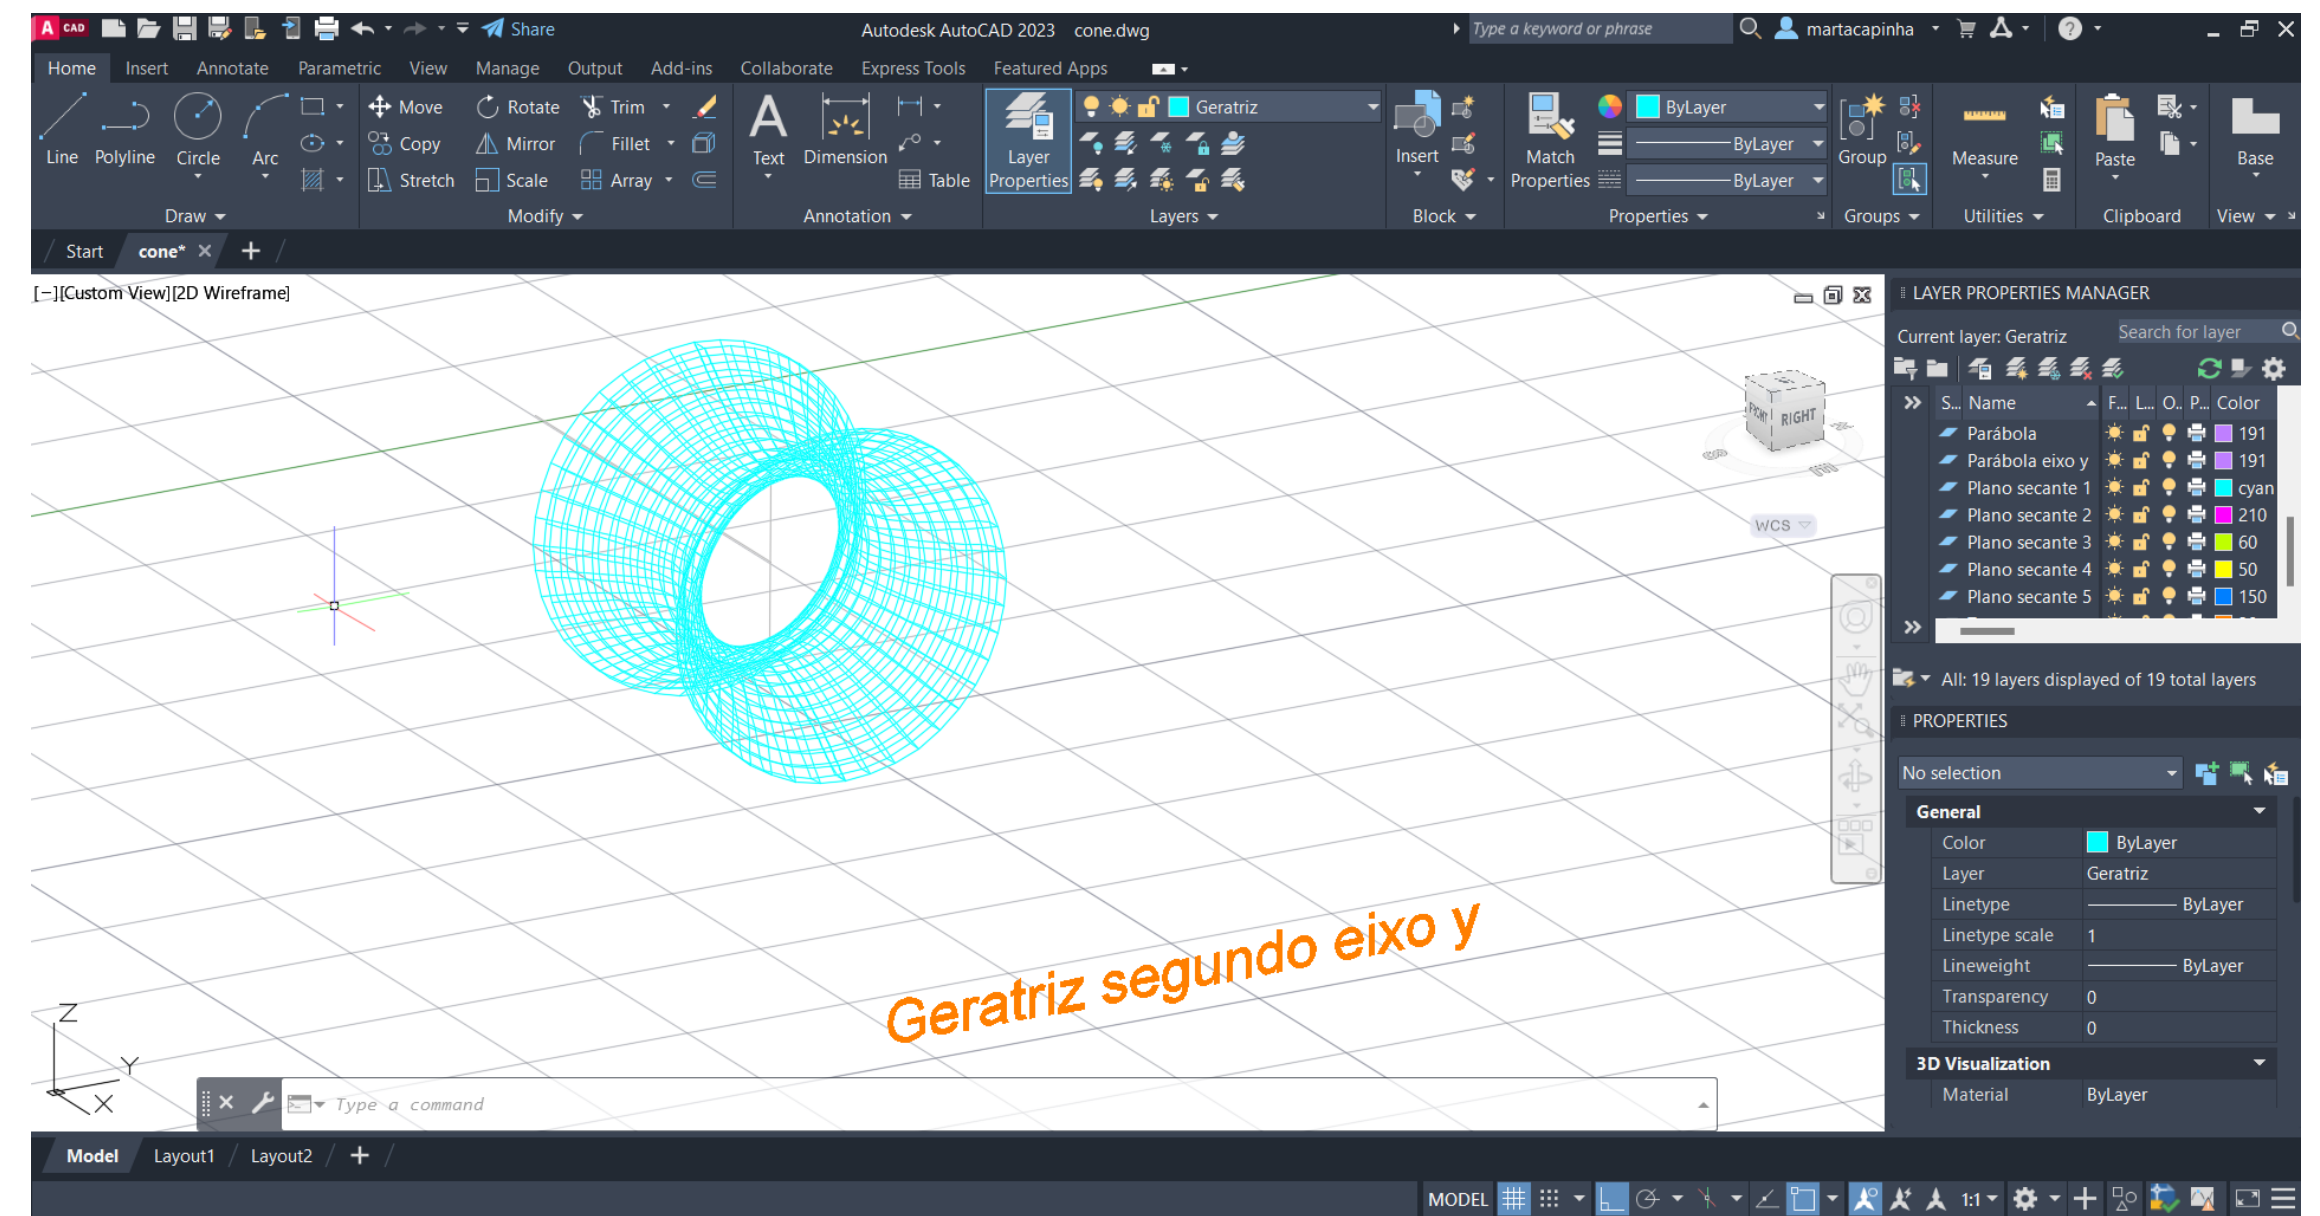 A CAD Share Autodesk AutoCAD 2023 cone.dwg Type a keyword or phrase martacapinha
Home Insert Annotate Parametric View Manage Output Add-ins Collaborate Express Tools Featured Apps
Line Polyline Circle Arc
Draw
Move Rotate Trim
Copy Mirror Fillet
Stretch Scale Array
Modify
Text Dimension Table
Annotation
Layer Properties
Geratriz
Layers
Insert
Block
Match Properties
ByLayer
ByLayer
ByLayer
Properties
Group
Groups
Measure
Utilities
Paste
Clipboard
Base
View
Start cone*
[−][Custom View][2D Wireframe]
FRONT RIGHT
WCS
Geratriz segundo eixo y
Z
Y
X
Type a command
LAYER PROPERTIES MANAGER
Current layer: Geratriz Search for layer
S... Name F... L... O.. P... Color
Parábola 191
Parábola eixo y 191
Plano secante 1 cyan
Plano secante 2 210
Plano secante 3 60
Plano secante 4 50
Plano secante 5 150
All: 19 layers displayed of 19 total layers
PROPERTIES
No selection
General
Color ByLayer
Layer Geratriz
Linetype ByLayer
Linetype scale 1
Lineweight ByLayer
Transparency 0
Thickness 0
3D Visualization
Material ByLayer
Model Layout1 Layout2
MODEL 1:1